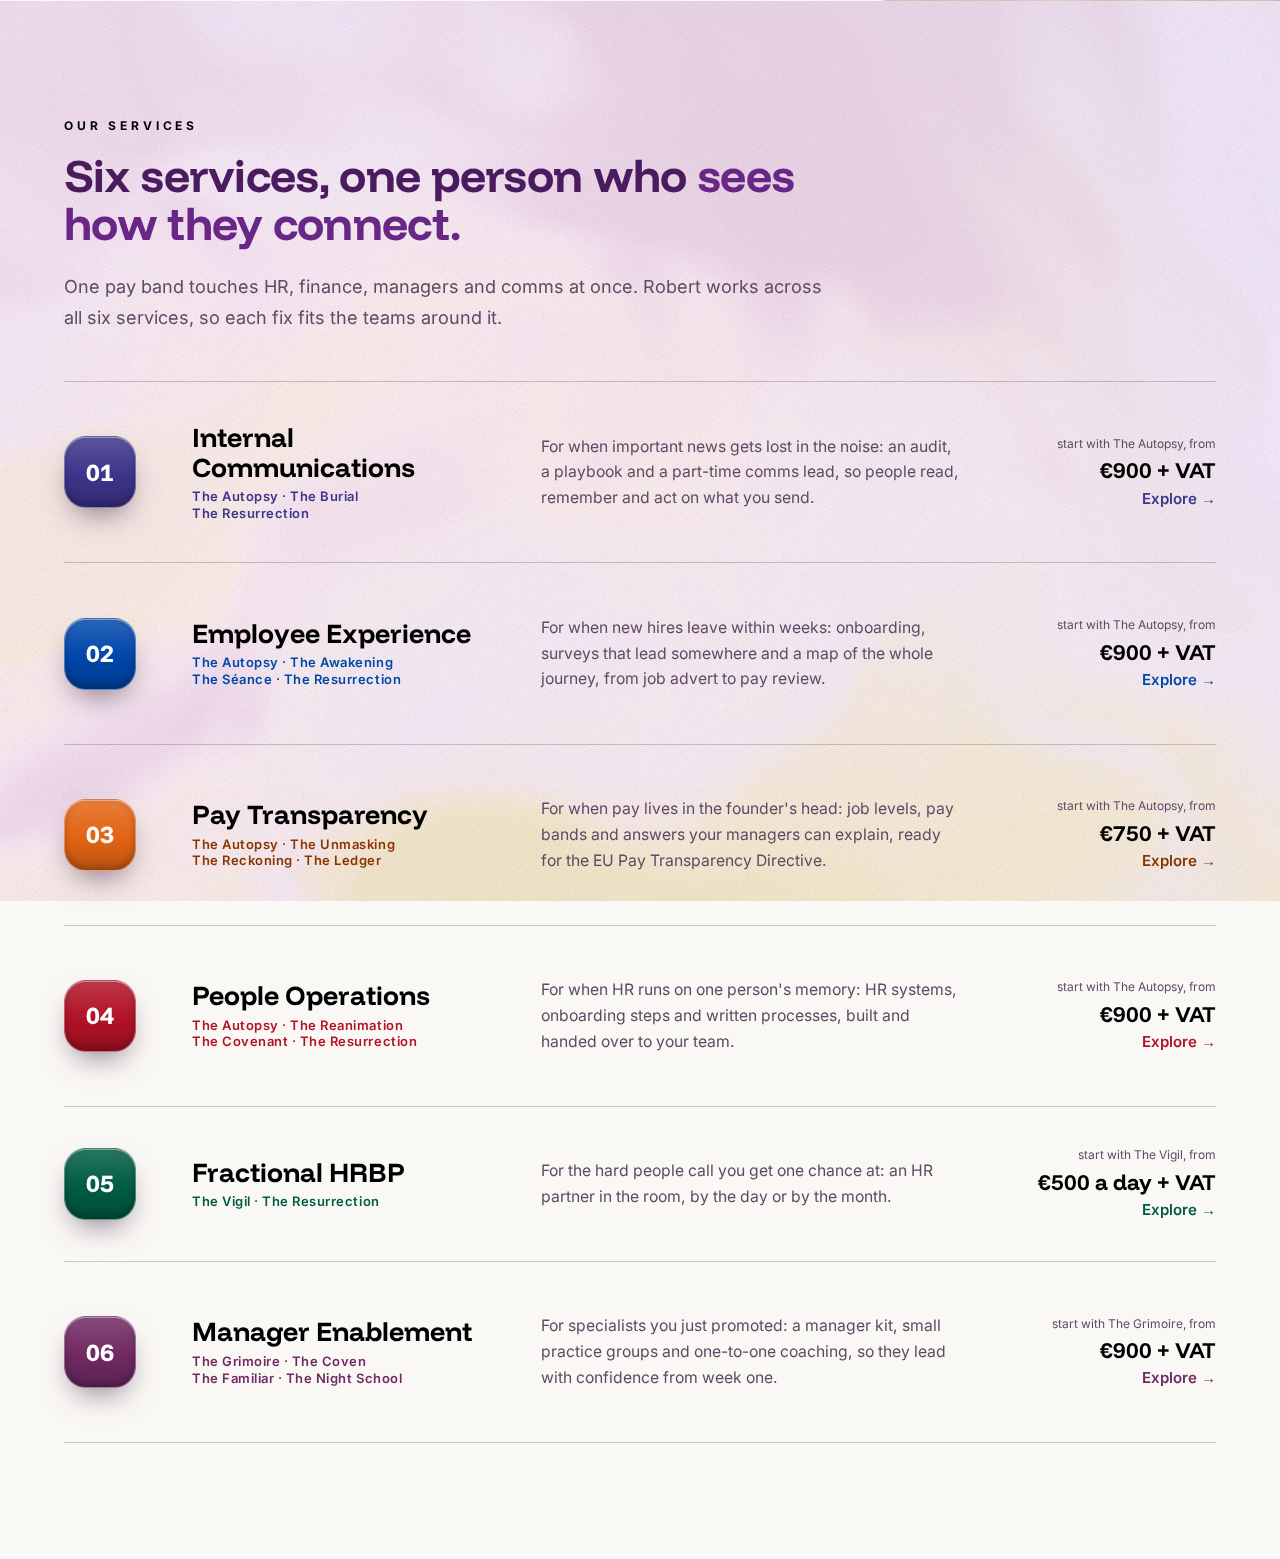 OUR SERVICES
Six services, one person who sees
how they connect.
One pay band touches HR, finance, managers and comms at once. Robert works across
all six services, so each fix fits the teams around it.
01
Internal
Communications
The Autopsy · The Burial
The Resurrection
For when important news gets lost in the noise: an audit,
a playbook and a part-time comms lead, so people read,
remember and act on what you send.
start with The Autopsy, from
€900 + VAT
Explore →
02
Employee Experience
The Autopsy · The Awakening
The Séance · The Resurrection
For when new hires leave within weeks: onboarding,
surveys that lead somewhere and a map of the whole
journey, from job advert to pay review.
start with The Autopsy, from
€900 + VAT
Explore →
03
Pay Transparency
The Autopsy · The Unmasking
The Reckoning · The Ledger
For when pay lives in the founder's head: job levels, pay
bands and answers your managers can explain, ready
for the EU Pay Transparency Directive.
start with The Autopsy, from
€750 + VAT
Explore →
04
People Operations
The Autopsy · The Reanimation
The Covenant · The Resurrection
For when HR runs on one person's memory: HR systems,
onboarding steps and written processes, built and
handed over to your team.
start with The Autopsy, from
€900 + VAT
Explore →
05
Fractional HRBP
The Vigil · The Resurrection
For the hard people call you get one chance at: an HR
partner in the room, by the day or by the month.
start with The Vigil, from
€500 a day + VAT
Explore →
06
Manager Enablement
The Grimoire · The Coven
The Familiar · The Night School
For specialists you just promoted: a manager kit, small
practice groups and one-to-one coaching, so they lead
with confidence from week one.
start with The Grimoire, from
€900 + VAT
Explore →